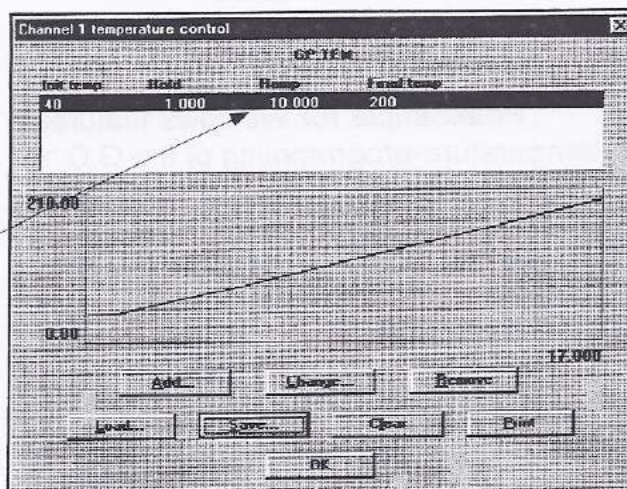 Channel 1 temperature control
GP.TEM
Init temp Hold Ramp Final temp
40 1.000 10.000 200
210.00
0.00
17.000
Add... Change... Remove
Load... Save... Clear Print
OK